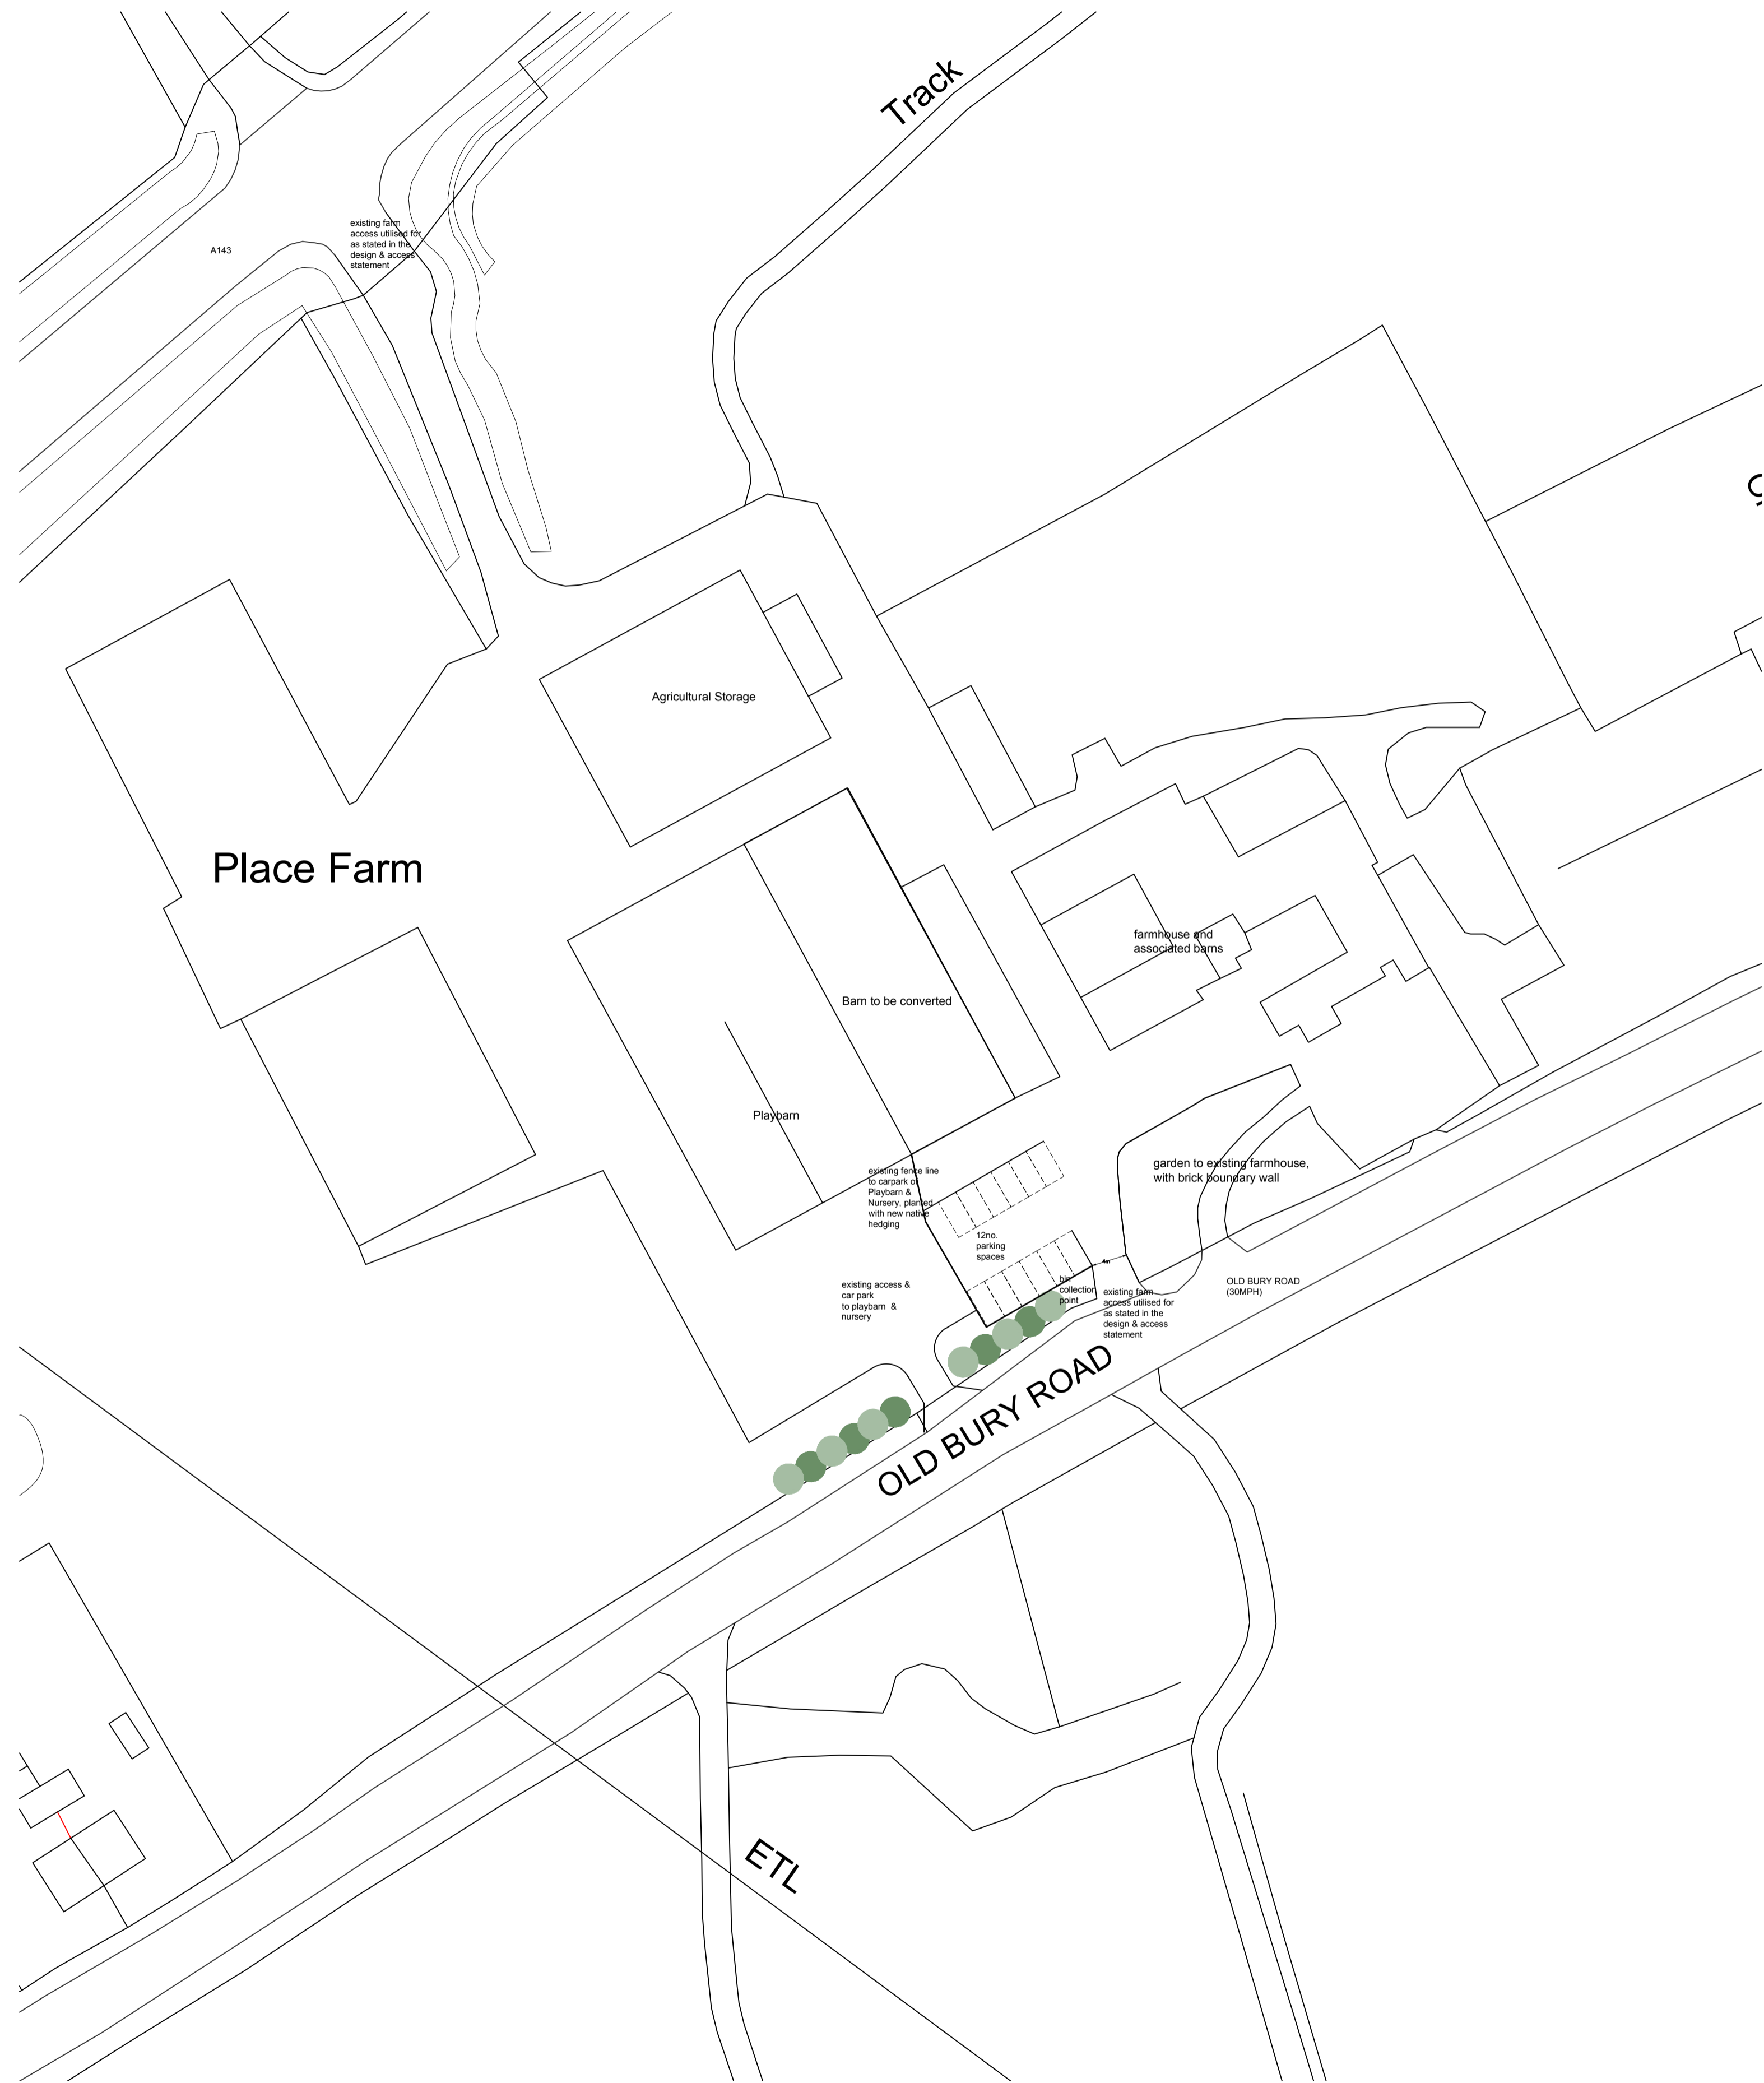 Track
existing farm
access utilised for
as stated in the
design & access
statement
A143
Agricultural Storage
Place Farm
farmhouse and
associated barns
Barn to be converted
Playbarn
existing fence line
to carpark of
Playbarn &
Nursery, planted
with new native
hedging
garden to existing farmhouse,
with brick boundary wall
12no.
parking
spaces
bin
collection
point
existing access &
car park
to playbarn &
nursery
existing farm
access utilised for
as stated in the
design & access
statement
OLD BURY ROAD
(30MPH)
OLD BURY ROAD
ETL